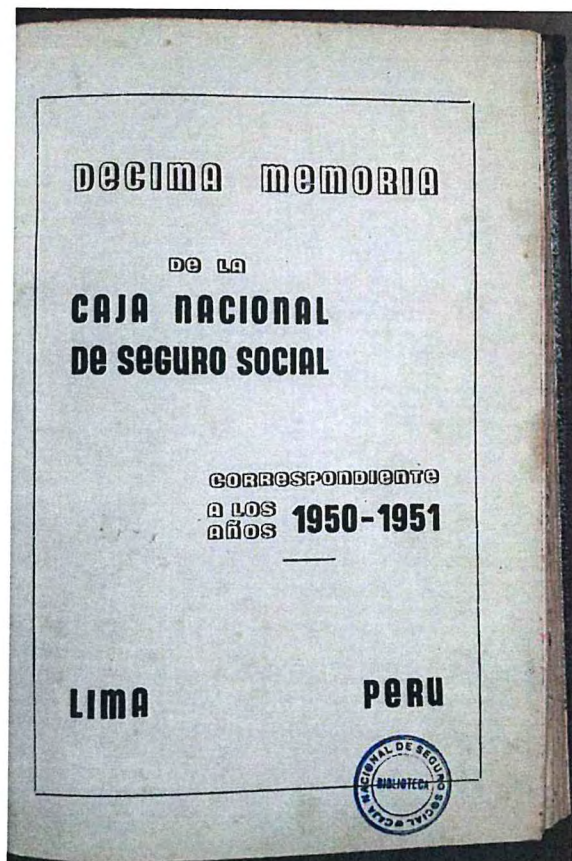 DECIMA MEMORIA
DE LA
CAJA NACIONAL
DE SEGURO SOCIAL
CORRESPONDIENTE
A LOS
AÑOS 1950-1951
LIMA PERU
CAJA NACIONAL DE SEGURO SOCIAL
BIBLIOTECA